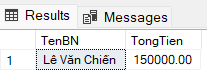 Results Messages
TenBN TongTien
1 Lê Văn Chiến 150000.00